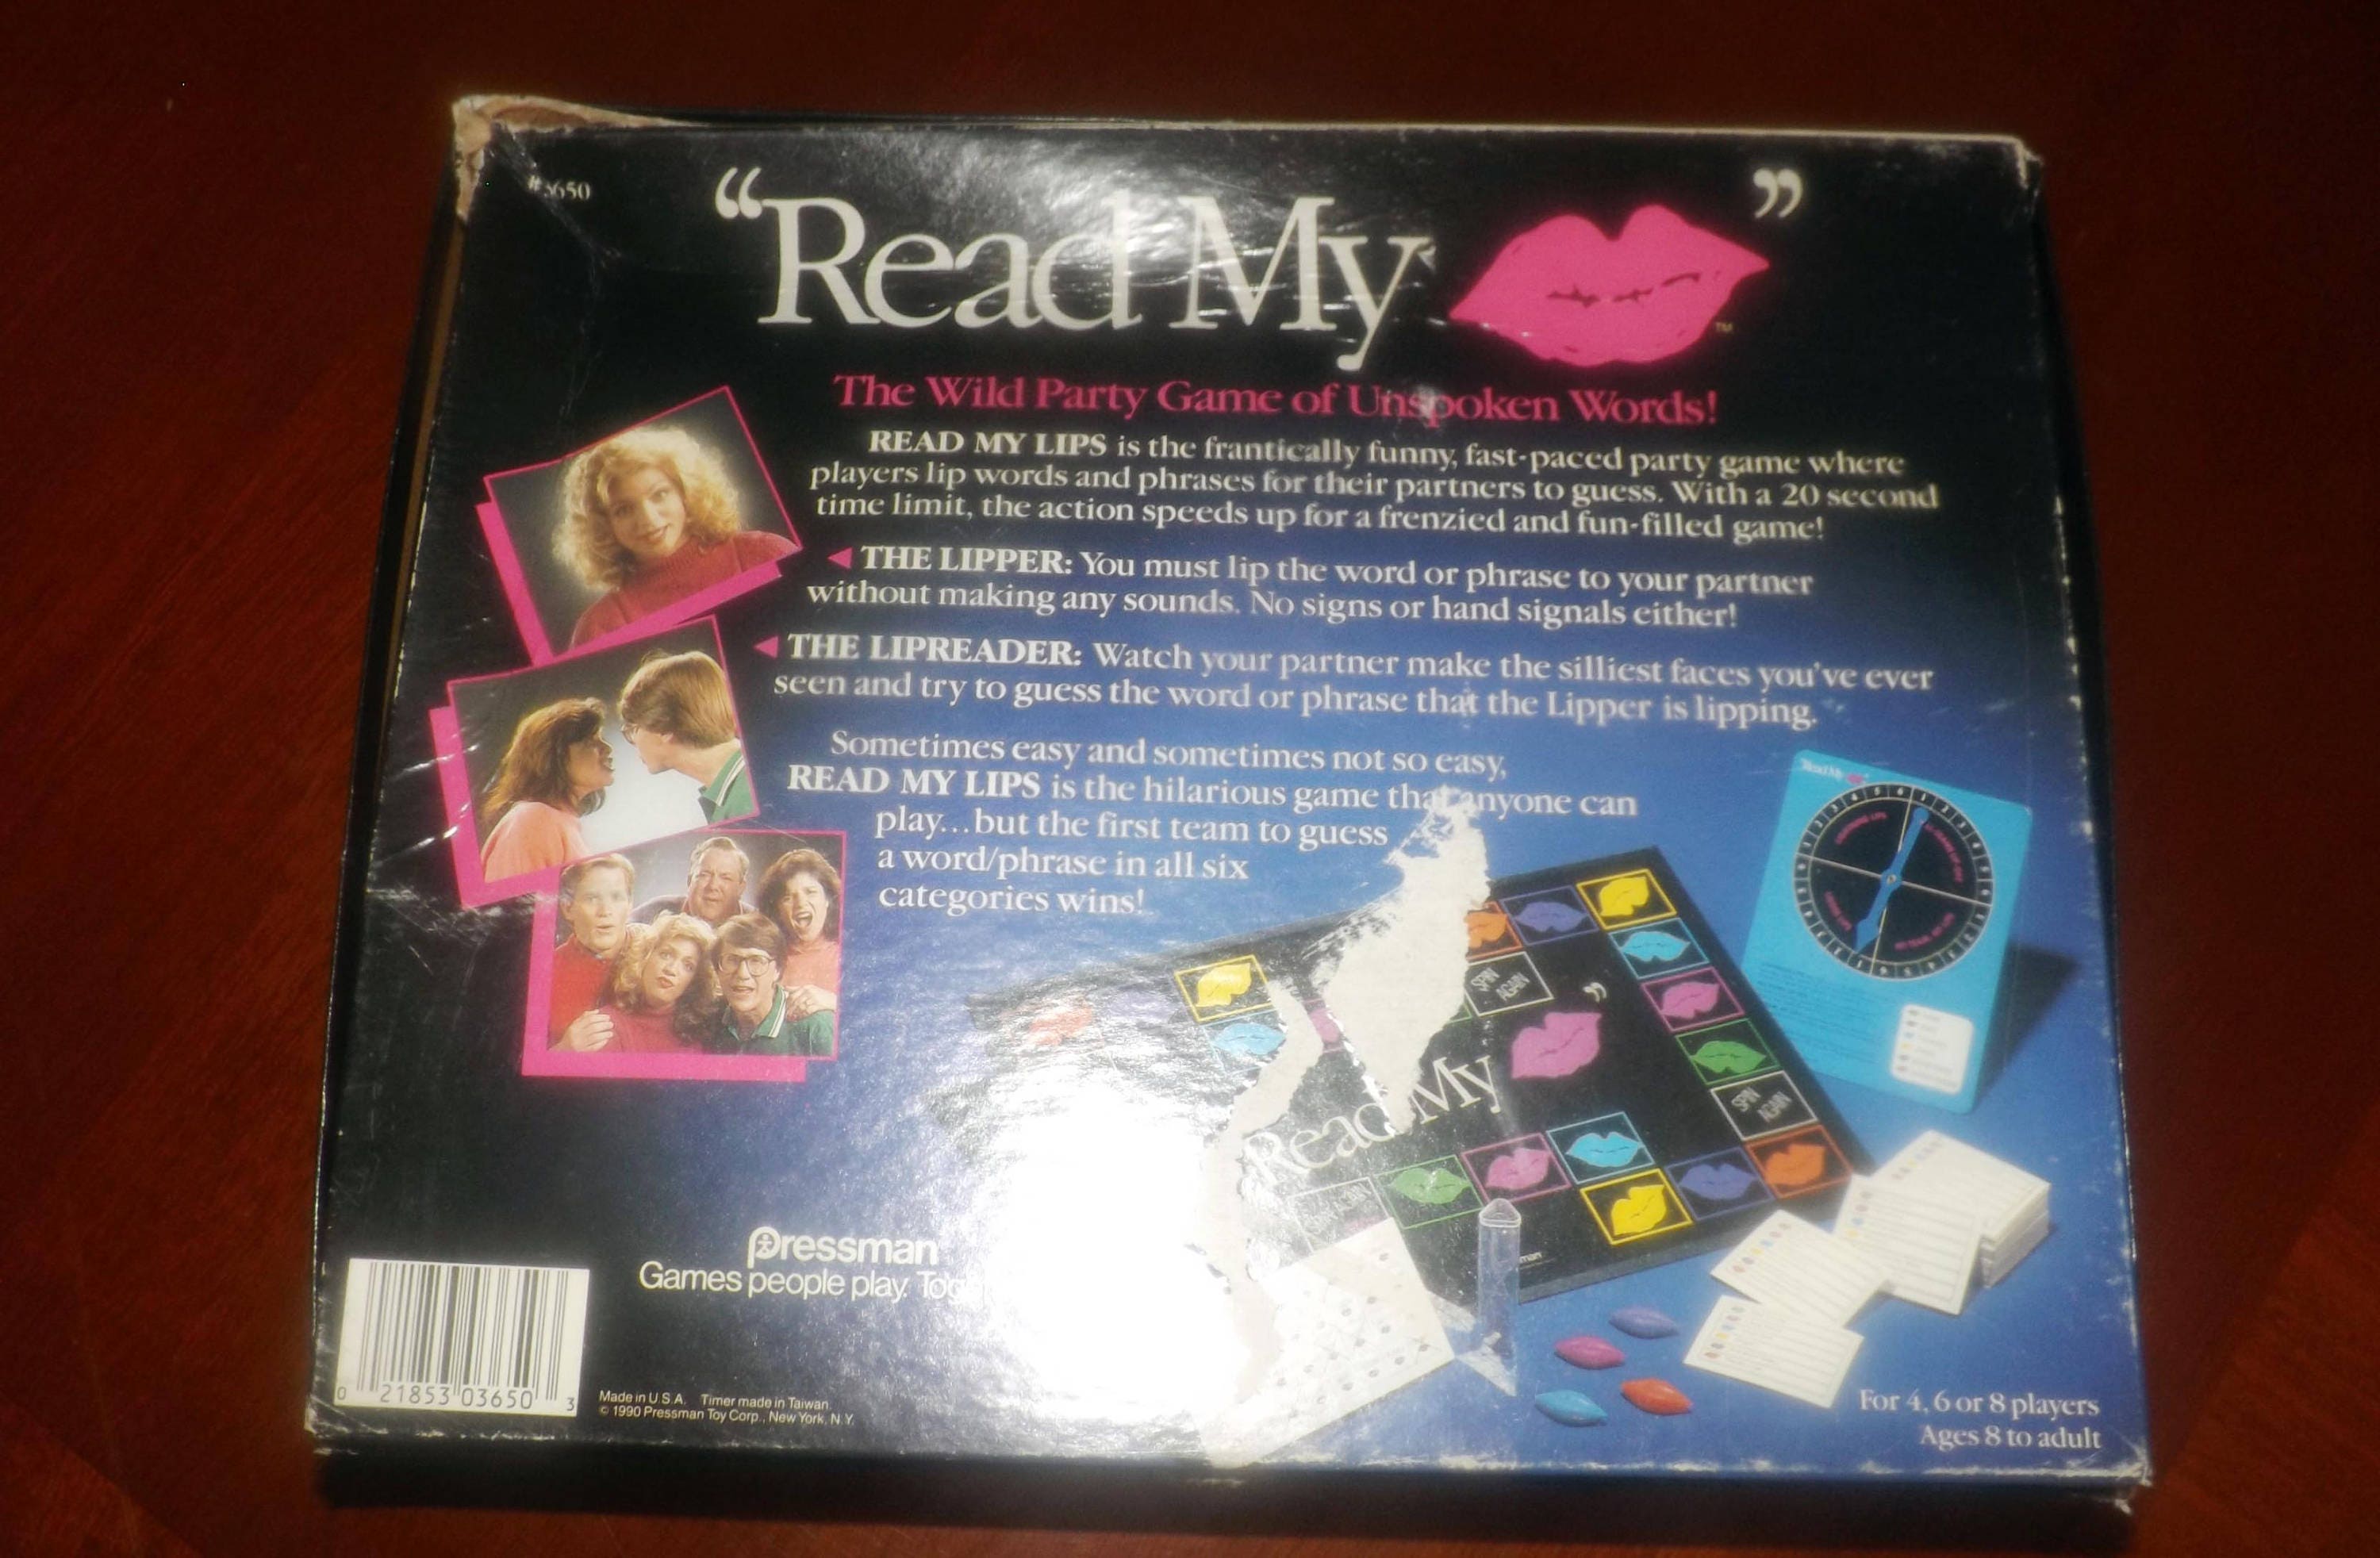 "Read My "
TM
The Wild Party Game of Unspoken Words!
READ MY LIPS is the frantically funny, fast-paced party game where
players lip words and phrases for their partners to guess. With a 20 second
time limit, the action speeds up for a frenzied and fun-filled game!
THE LIPPER: You must lip the word or phrase to your partner
without making any sounds. No signs or hand signals either!
THE LIPREADER: Watch your partner make the silliest faces you've ever
seen and try to guess the word or phrase that the Lipper is lipping.
Sometimes easy and sometimes not so easy,
READ MY LIPS is the hilarious game that anyone can
play...but the first team to guess
a word/phrase in all six
categories wins!
Read My
SPIN
AGAIN
"
Read My
SPIN
AGAIN
Pressman
Games people play.
0 21853 03650 3
Made in U.S.A. Timer made in Taiwan.
© 1990 Pressman Toy Corp., New York, N.Y.
For 4, 6 or 8 players
Ages 8 to adult